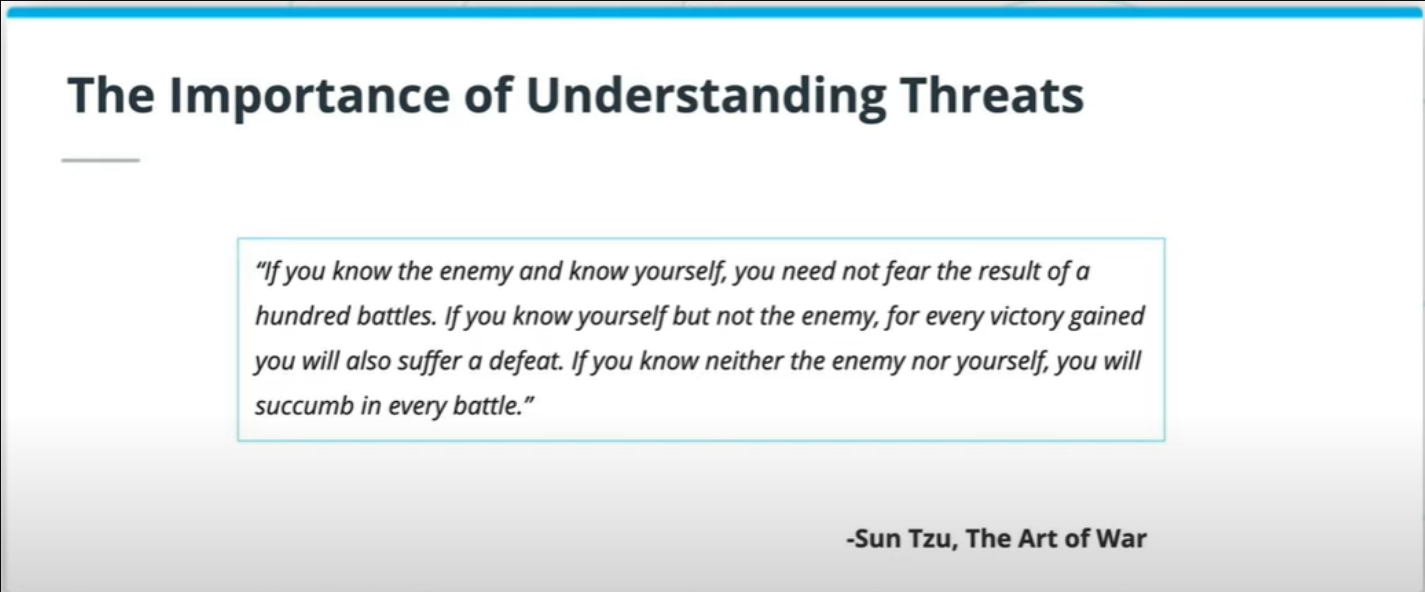 The Importance of Understanding Threats
“If you know the enemy and know yourself, you need not fear the result of a
hundred battles. If you know yourself but not the enemy, for every victory gained
you will also suffer a defeat. If you know neither the enemy nor yourself, you will
succumb in every battle.”
-Sun Tzu, The Art of War